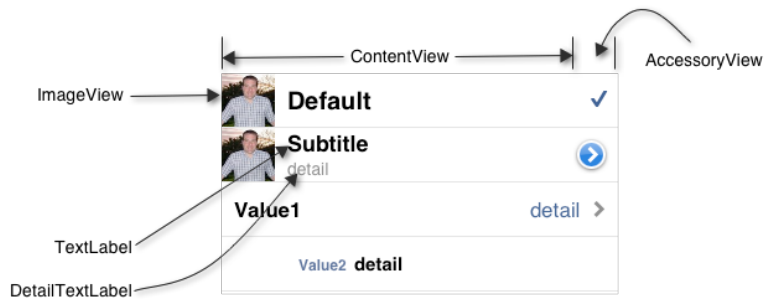 ContentView
AccessoryView
ImageView
Default
Subtitle
detail
Value1 detail
TextLabel
Value2 detail
DetailTextLabel